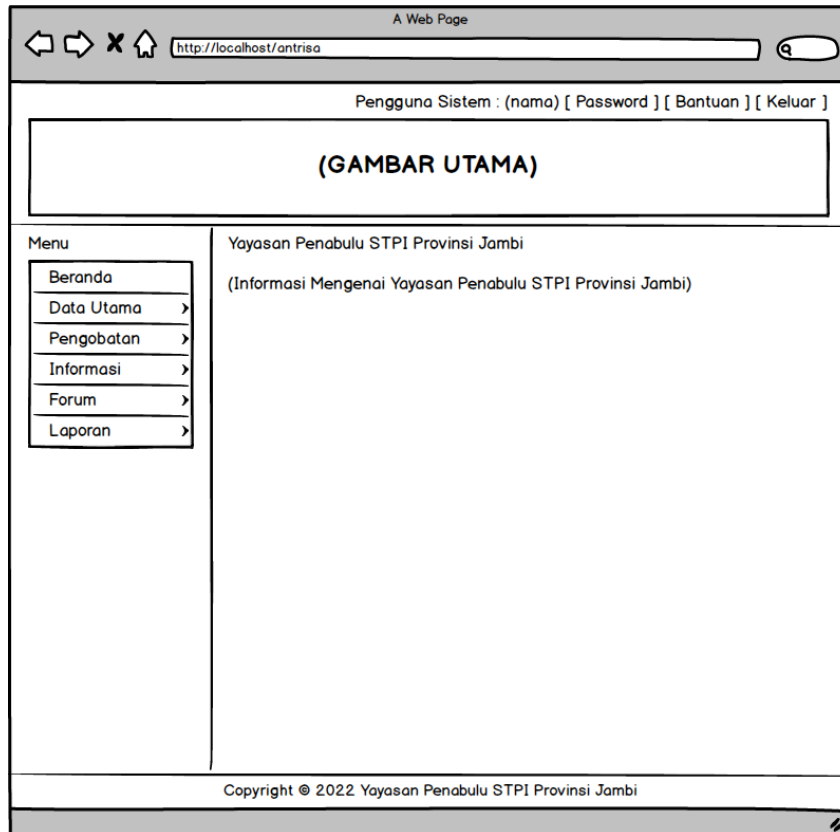 A Web Page
http://localhost/antrisa
Pengguna Sistem : (nama) [ Password ] [ Bantuan ] [ Keluar ]
(GAMBAR UTAMA)
Menu
Beranda
Data Utama
Pengobatan
Informasi
Forum
Laporan
Yayasan Penabulu STPI Provinsi Jambi
(Informasi Mengenai Yayasan Penabulu STPI Provinsi Jambi)
Copyright © 2022 Yayasan Penabulu STPI Provinsi Jambi